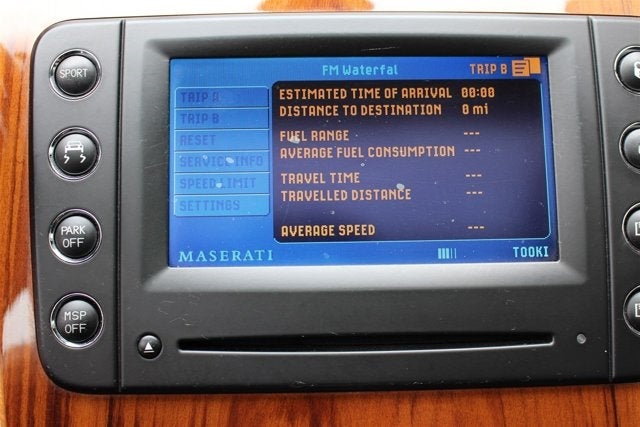 SPORT
PARK
OFF
MSP
OFF
FM Waterfal
TRIP B
TRIP A
TRIP B
RESET
SERVICE INFO
SPEED LIMIT
SETTINGS
ESTIMATED TIME OF ARRIVAL 00:00
DISTANCE TO DESTINATION 0 mi
FUEL RANGE ---
AVERAGE FUEL CONSUMPTION ---
TRAVEL TIME ---
TRAVELLED DISTANCE ---
AVERAGE SPEED ---
MASERATI
TOOKI